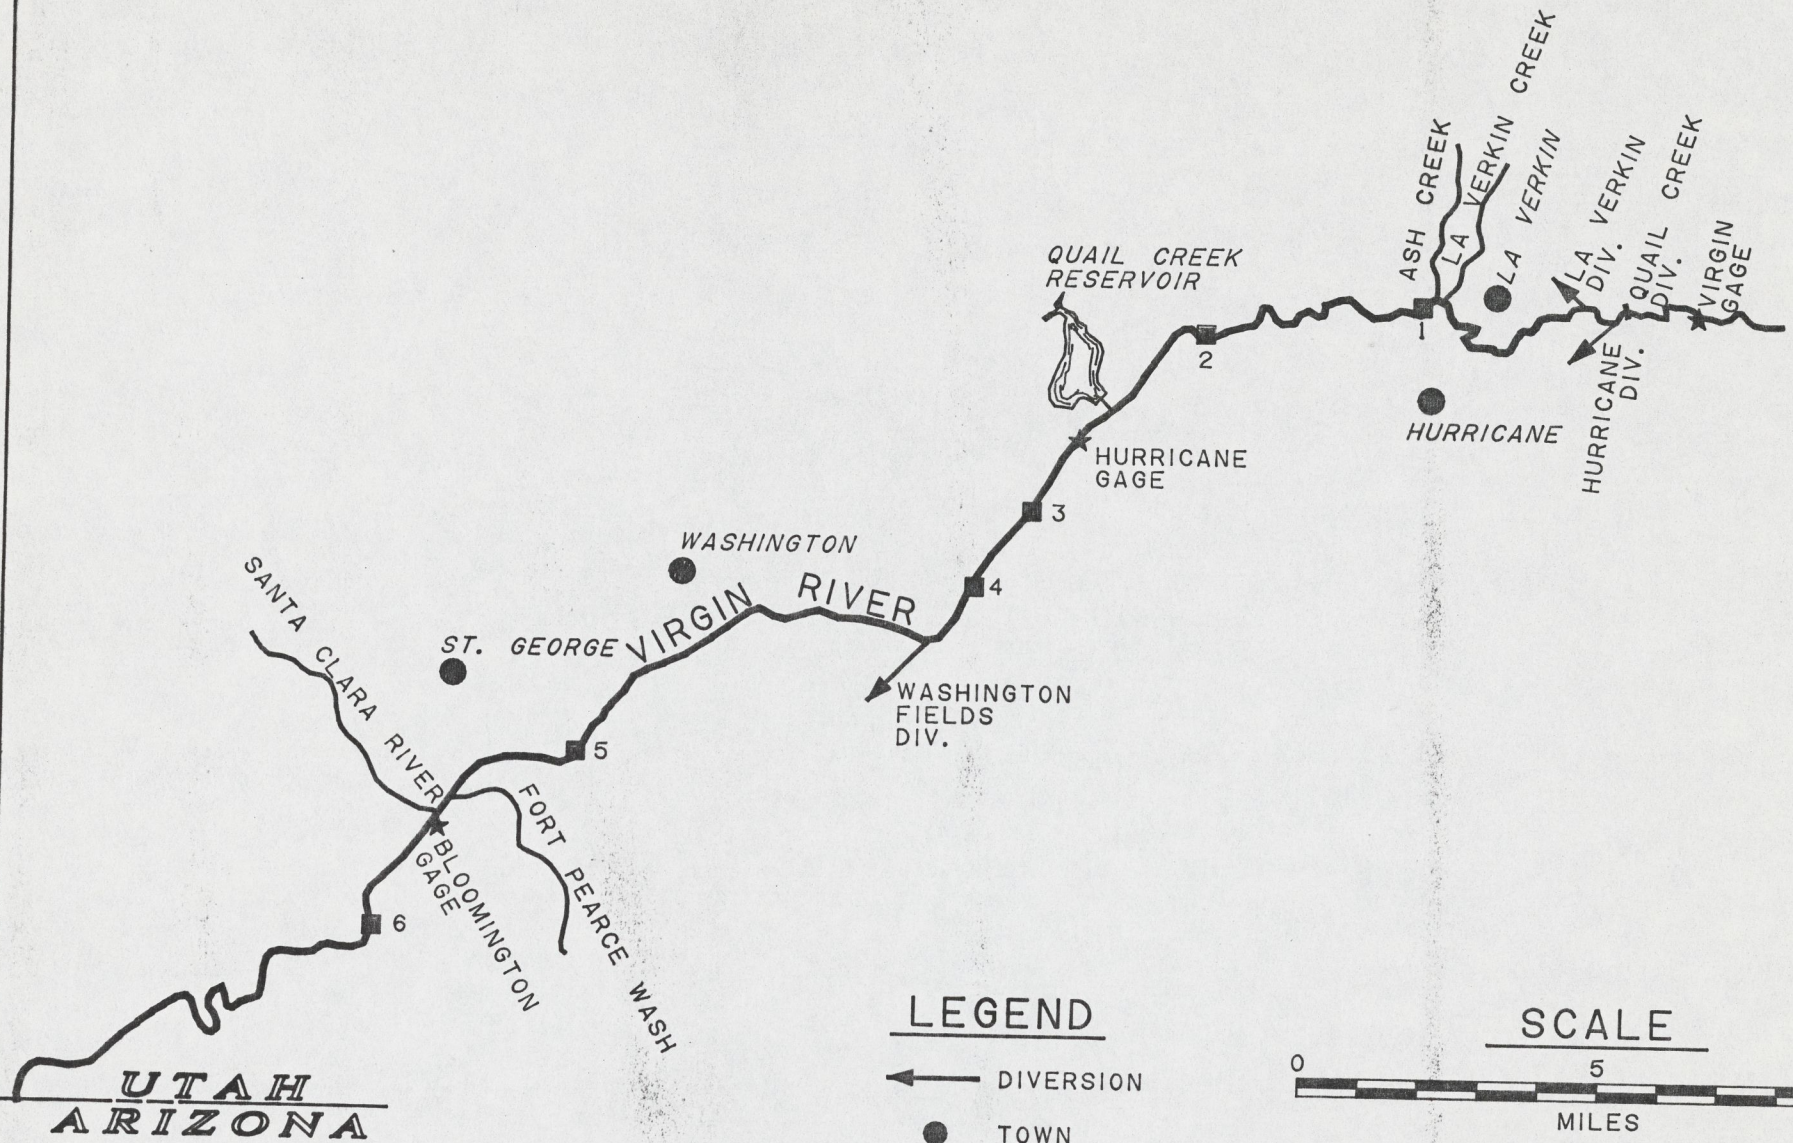 ASH CREEK
LA VERKIN CREEK
LA VERKIN
LA VERKIN
DIV.
QUAIL CREEK
DIV.
VIRGIN
GAGE
QUAIL CREEK
RESERVOIR
1
2
HURRICANE
DIV.
HURRICANE
HURRICANE
GAGE
3
WASHINGTON
4
VIRGIN RIVER
SANTA CLARA RIVER
ST. GEORGE
WASHINGTON
FIELDS
DIV.
5
FORT PEARCE WASH
BLOOMINGTON
GAGE
6
UTAH
ARIZONA
LEGEND
DIVERSION
TOWN
SCALE
0 5
MILES